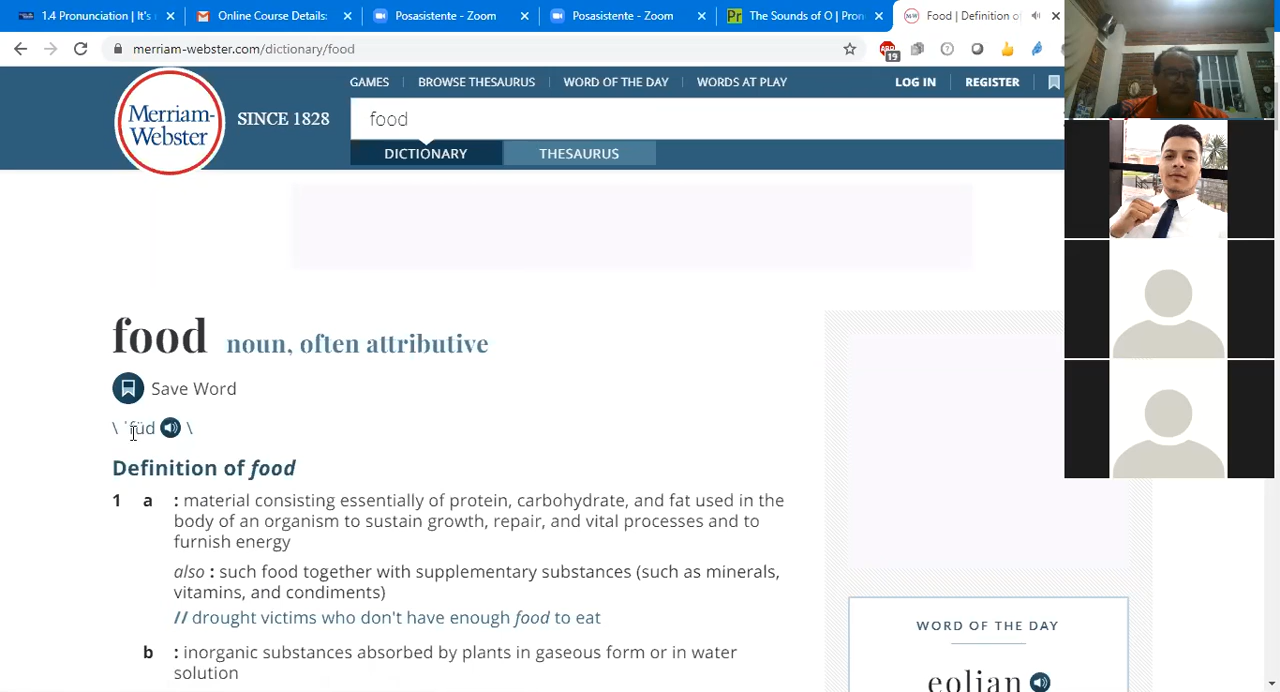 1.4 Pronunciation | It's
Online Course Details:
Posasistente - Zoom
Posasistente - Zoom
Pr
The Sounds of O | Pron
MW
Food | Definition of
merriam-webster.com/dictionary/food
19
GAMES
BROWSE THESAURUS
WORD OF THE DAY
WORDS AT PLAY
LOG IN
REGISTER
Merriam-
Webster
SINCE 1828
food
DICTIONARY
THESAURUS
food noun, often attributive
Save Word
\ ˈfüd \
Definition of food
1 a : material consisting essentially of protein, carbohydrate, and fat used in the
body of an organism to sustain growth, repair, and vital processes and to
furnish energy
also : such food together with supplementary substances (such as minerals,
vitamins, and condiments)
// drought victims who don't have enough food to eat
b : inorganic substances absorbed by plants in gaseous form or in water
solution
WORD OF THE DAY
eolian